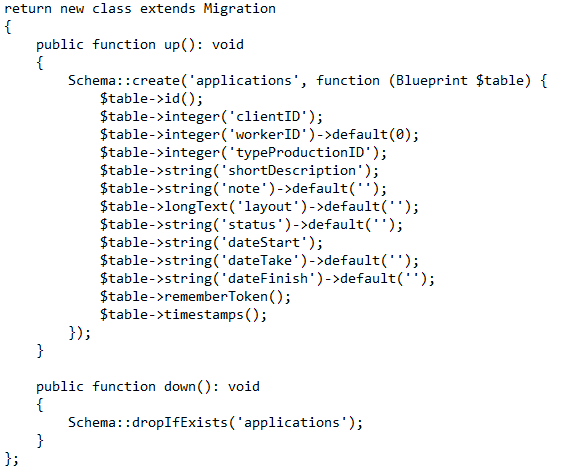 return new class extends Migration
{
    public function up(): void
    {
        Schema::create('applications', function (Blueprint $table) {
            $table->id();
            $table->integer('clientID');
            $table->integer('workerID')->default(0);
            $table->integer('typeProductionID');
            $table->string('shortDescription');
            $table->string('note')->default('');
            $table->longText('layout')->default('');
            $table->string('status')->default('');
            $table->string('dateStart');
            $table->string('dateTake')->default('');
            $table->string('dateFinish')->default('');
            $table->rememberToken();
            $table->timestamps();
        });
    }

    public function down(): void
    {
        Schema::dropIfExists('applications');
    }
};